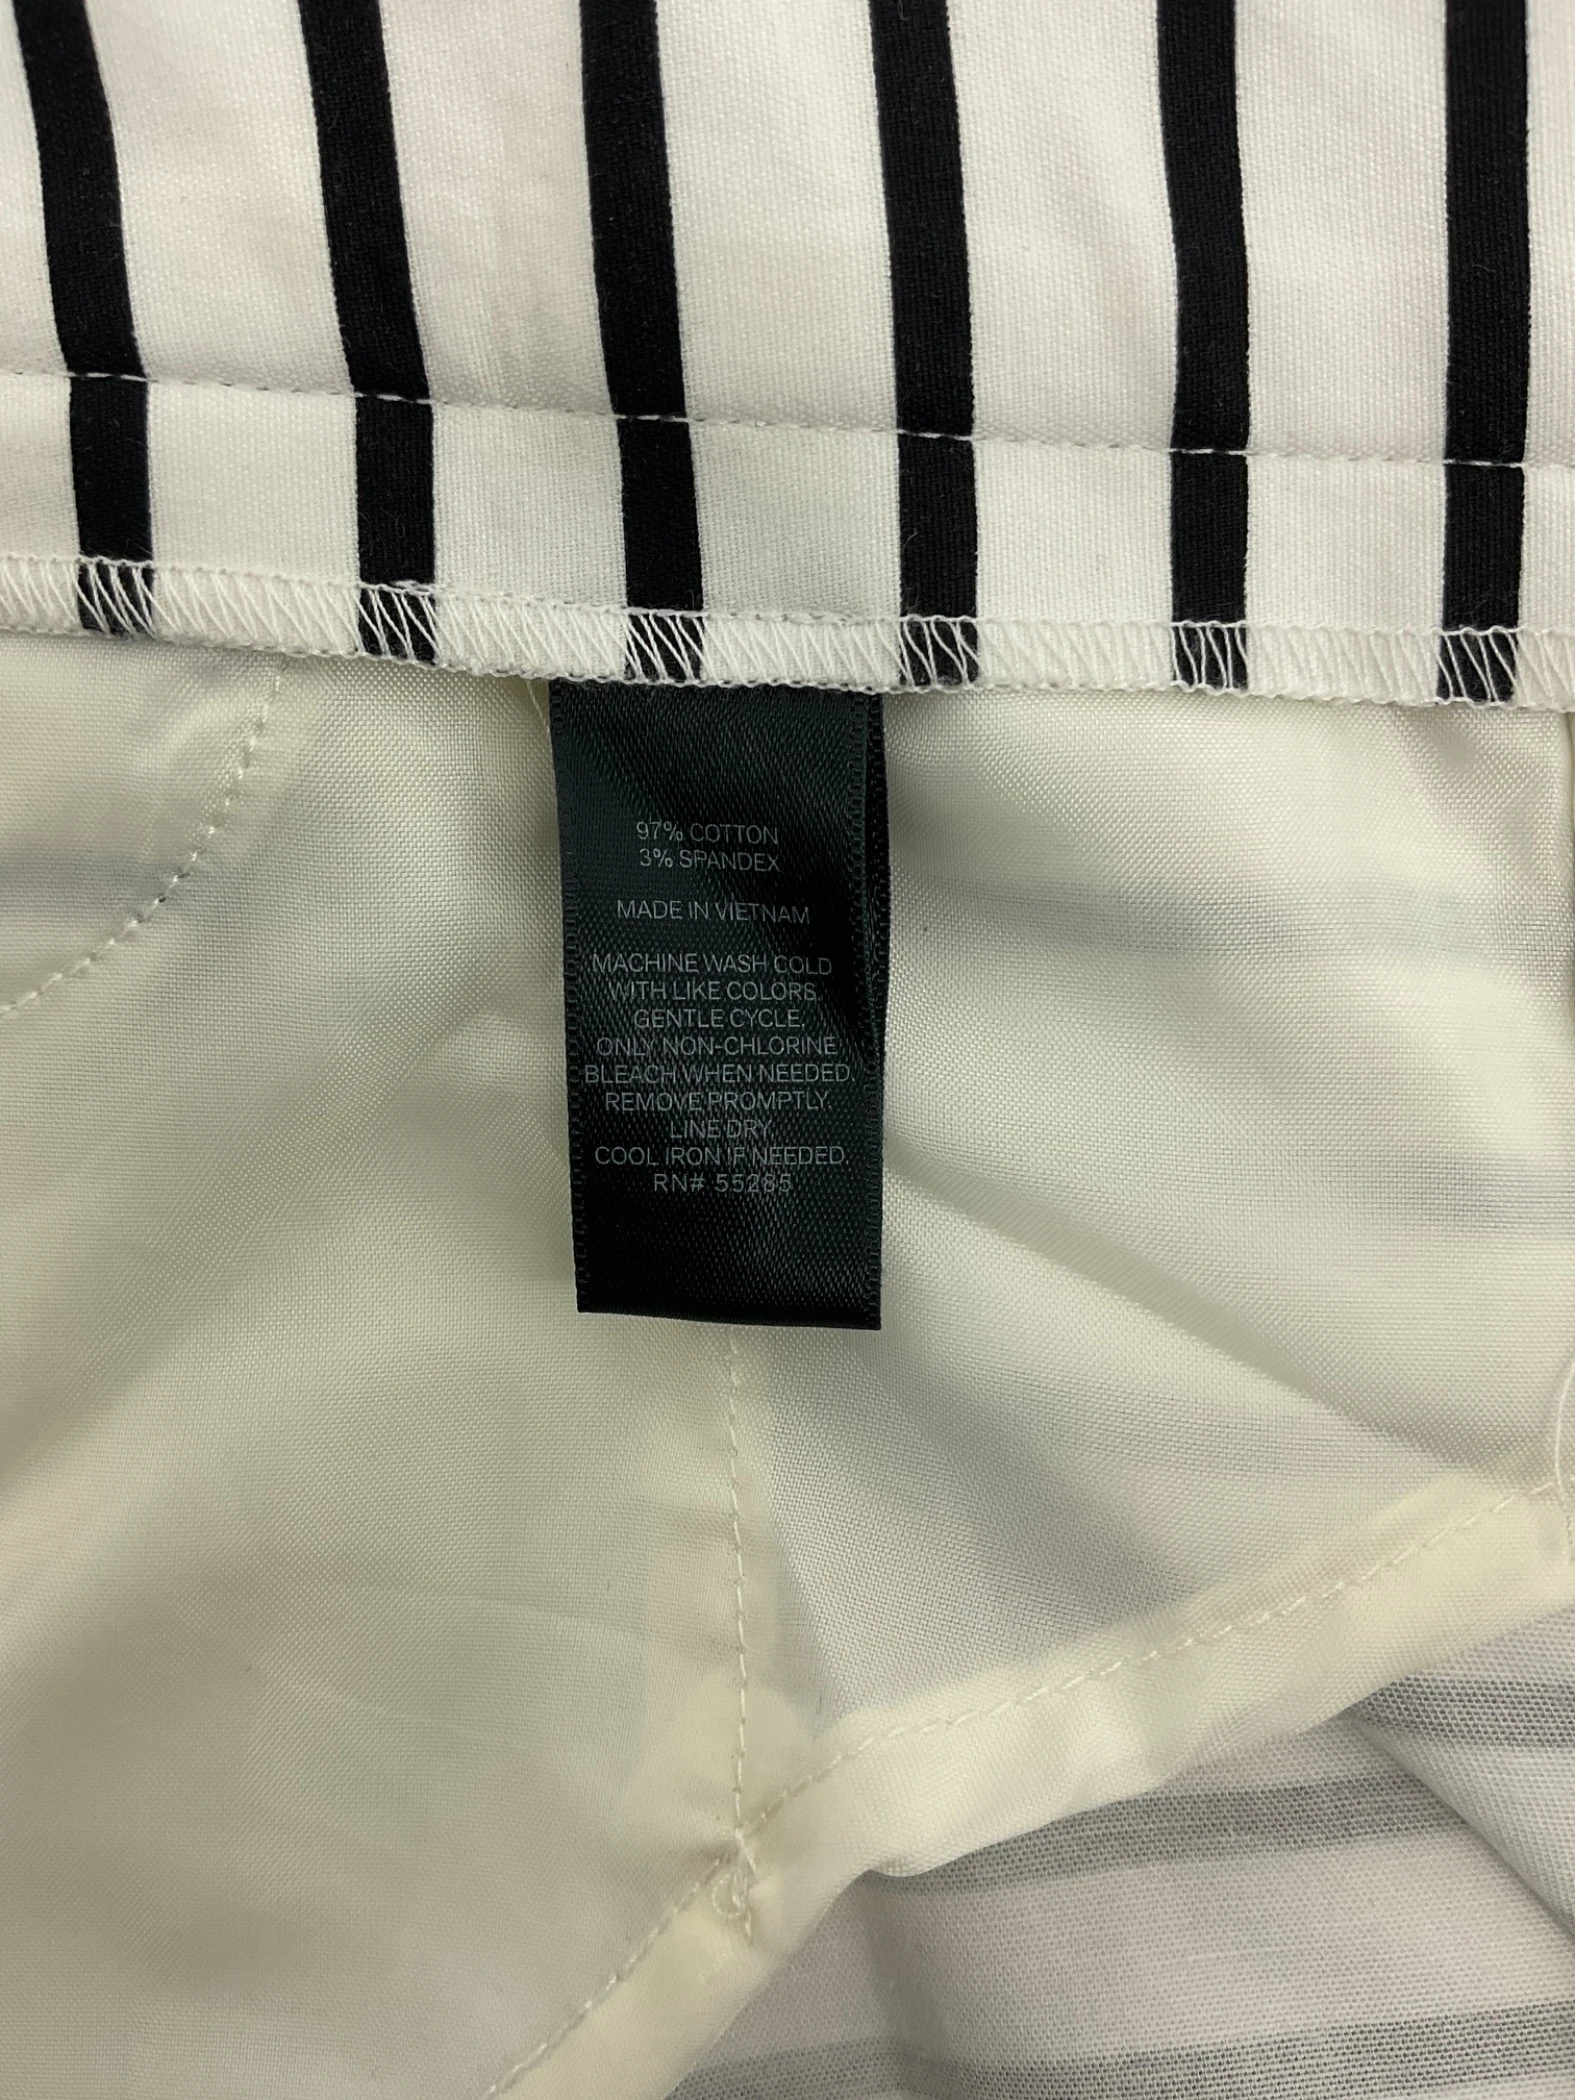 97% COTTON
3% SPANDEX
MADE IN VIETNAM
MACHINE WASH COLD
WITH LIKE COLORS.
GENTLE CYCLE.
ONLY NON-CHLORINE
BLEACH WHEN NEEDED.
REMOVE PROMPTLY.
LINE DRY.
COOL IRON IF NEEDED.
RN# 55285